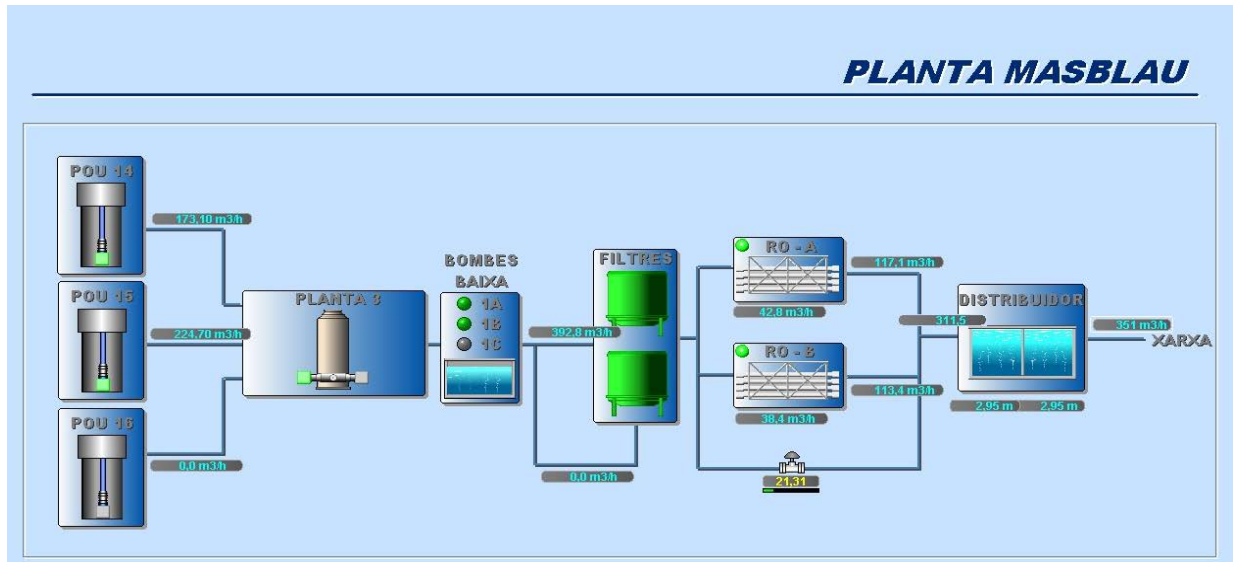 PLANTA MASBLAU
POU 14
173,10 m3/h
POU 15
224,70 m3/h
POU 16
0,0 m3/h
PLANTA 3
BOMBES
BAIXA
1A
1B
1C
392,8 m3/h
0,0 m3/h
FILTRES
RO - A
42,8 m3/h
117,1 m3/h
RO - B
38,4 m3/h
113,4 m3/h
21,31
311,5
DISTRIBUIDOR
2,95 m
2,95 m
351 m3/h
XARXA